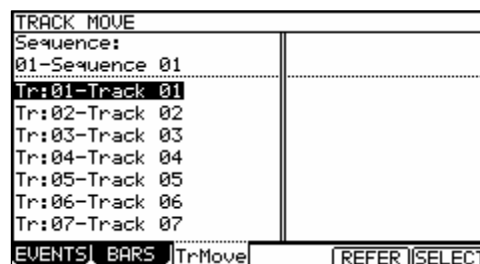 TRACK MOVE
Sequence:
01-Sequence 01
Tr:01-Track 01
Tr:02-Track 02
Tr:03-Track 03
Tr:04-Track 04
Tr:05-Track 05
Tr:06-Track 06
Tr:07-Track 07
EVENTS BARS TrMove REFER SELECT